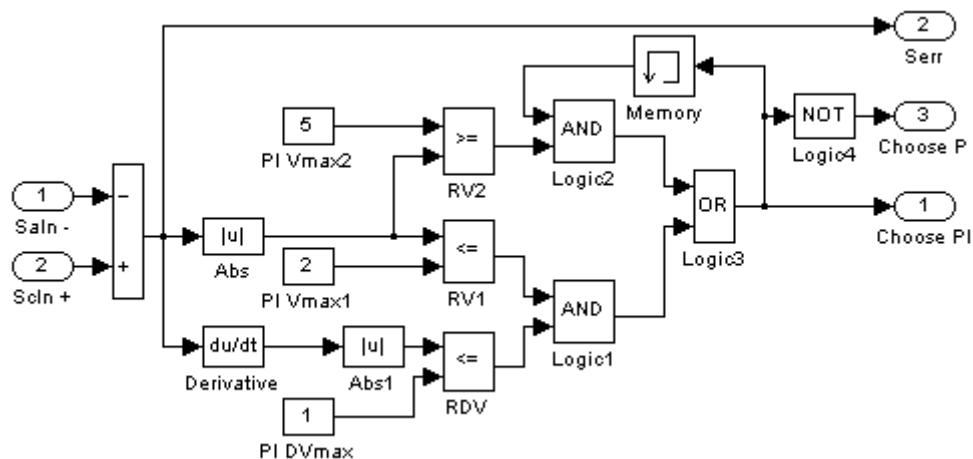 2
Serr
Memory
5
PI Vmax2
>=
RV2
AND
Logic2
NOT
Logic4
3
Choose P
1
SaIn -
−
2
ScIn +
+
|u|
Abs
2
PI Vmax1
<=
RV1
OR
Logic3
1
Choose PI
AND
Logic1
du/dt
Derivative
|u|
Abs1
<=
RDV
1
PI DVmax